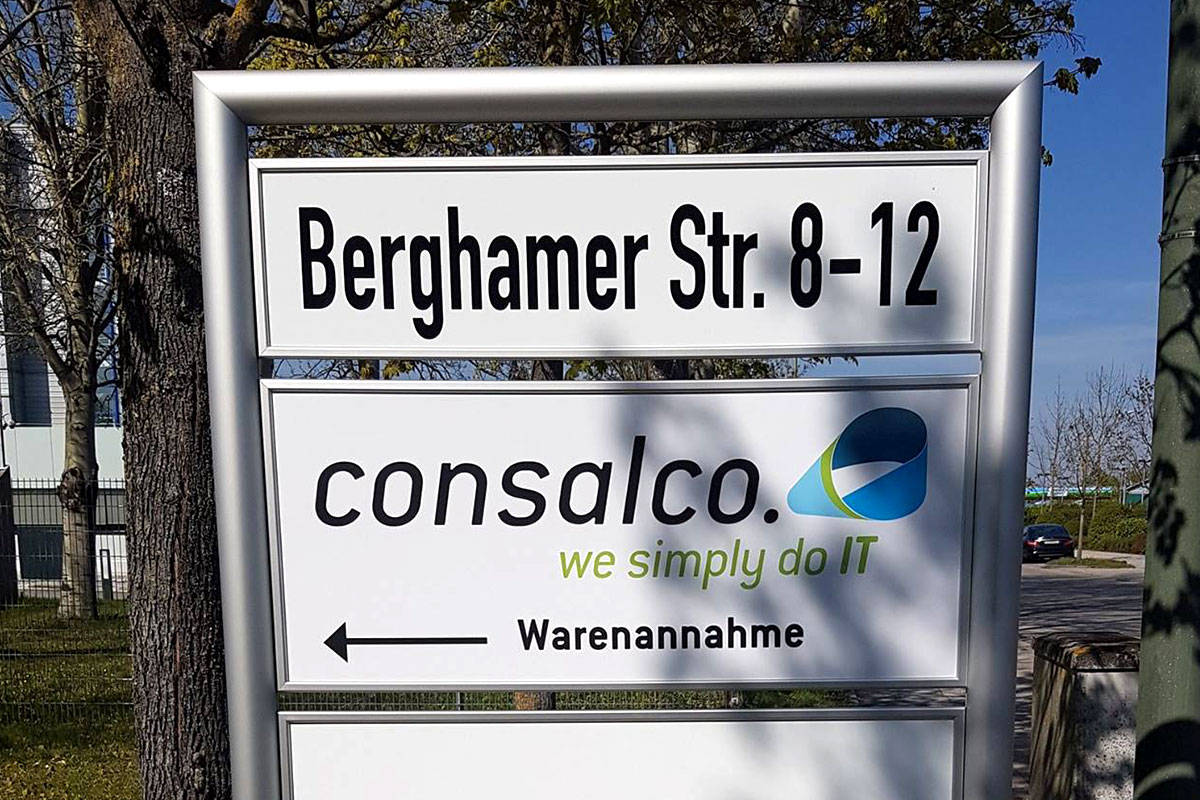 Berghamer Str. 8–12
consalco.
we simply do IT
Warenannahme